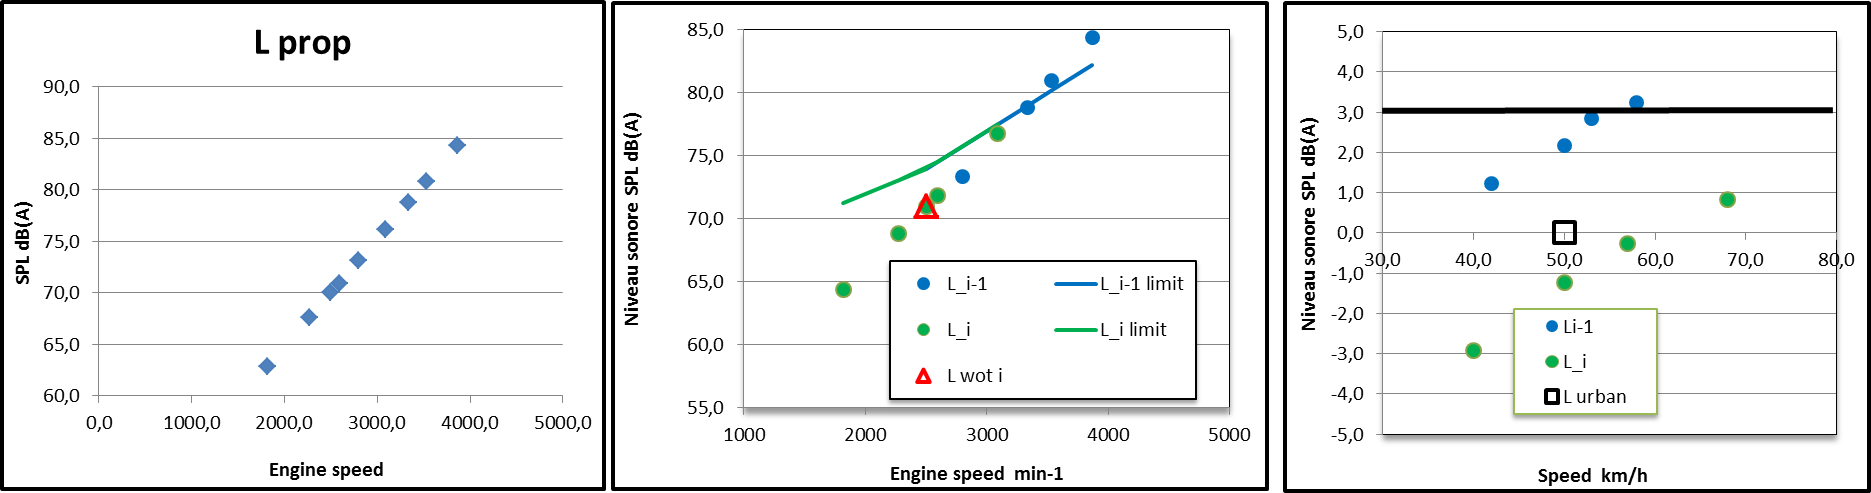 L prop
SPL dB(A)
90,0
85,0
80,0
75,0
70,0
65,0
60,0
0,0 1000,0 2000,0 3000,0 4000,0 5000,0
Engine speed
Niveau sonore SPL dB(A)
85,0
80,0
75,0
70,0
65,0
60,0
55,0
1000 2000 3000 4000 5000
Engine speed min-1
L_i-1 L_i-1 limit
L_i L_i limit
L wot i
Niveau sonore SPL dB(A)
5,0
4,0
3,0
2,0
1,0
0,0
-1,0
-2,0
-3,0
-4,0
-5,0
30,0 40,0 50,0 60,0 70,0 80,0
Speed km/h
Li-1
L_i
L urban